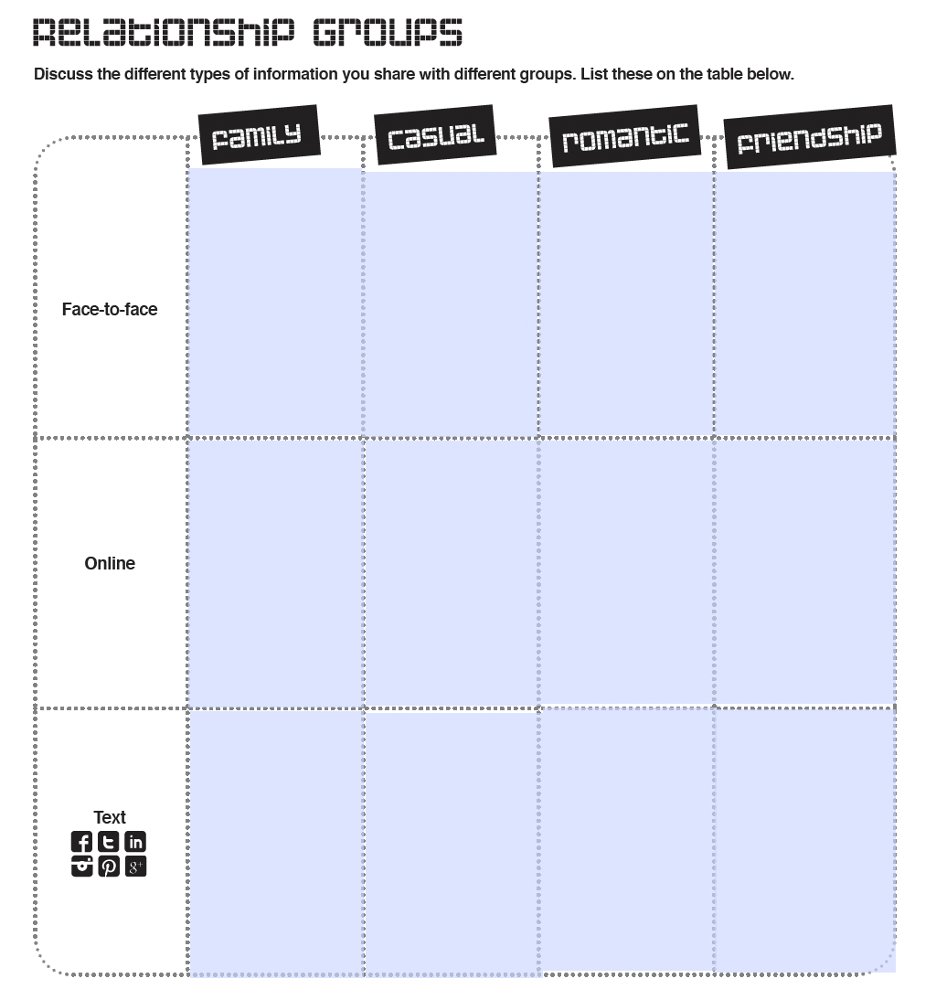 Relationship Groups
Discuss the different types of information you share with different groups. List these on the table below.
Family
Casual
Romantic
Friendship
Face-to-face
Online
Text
f t in
g+